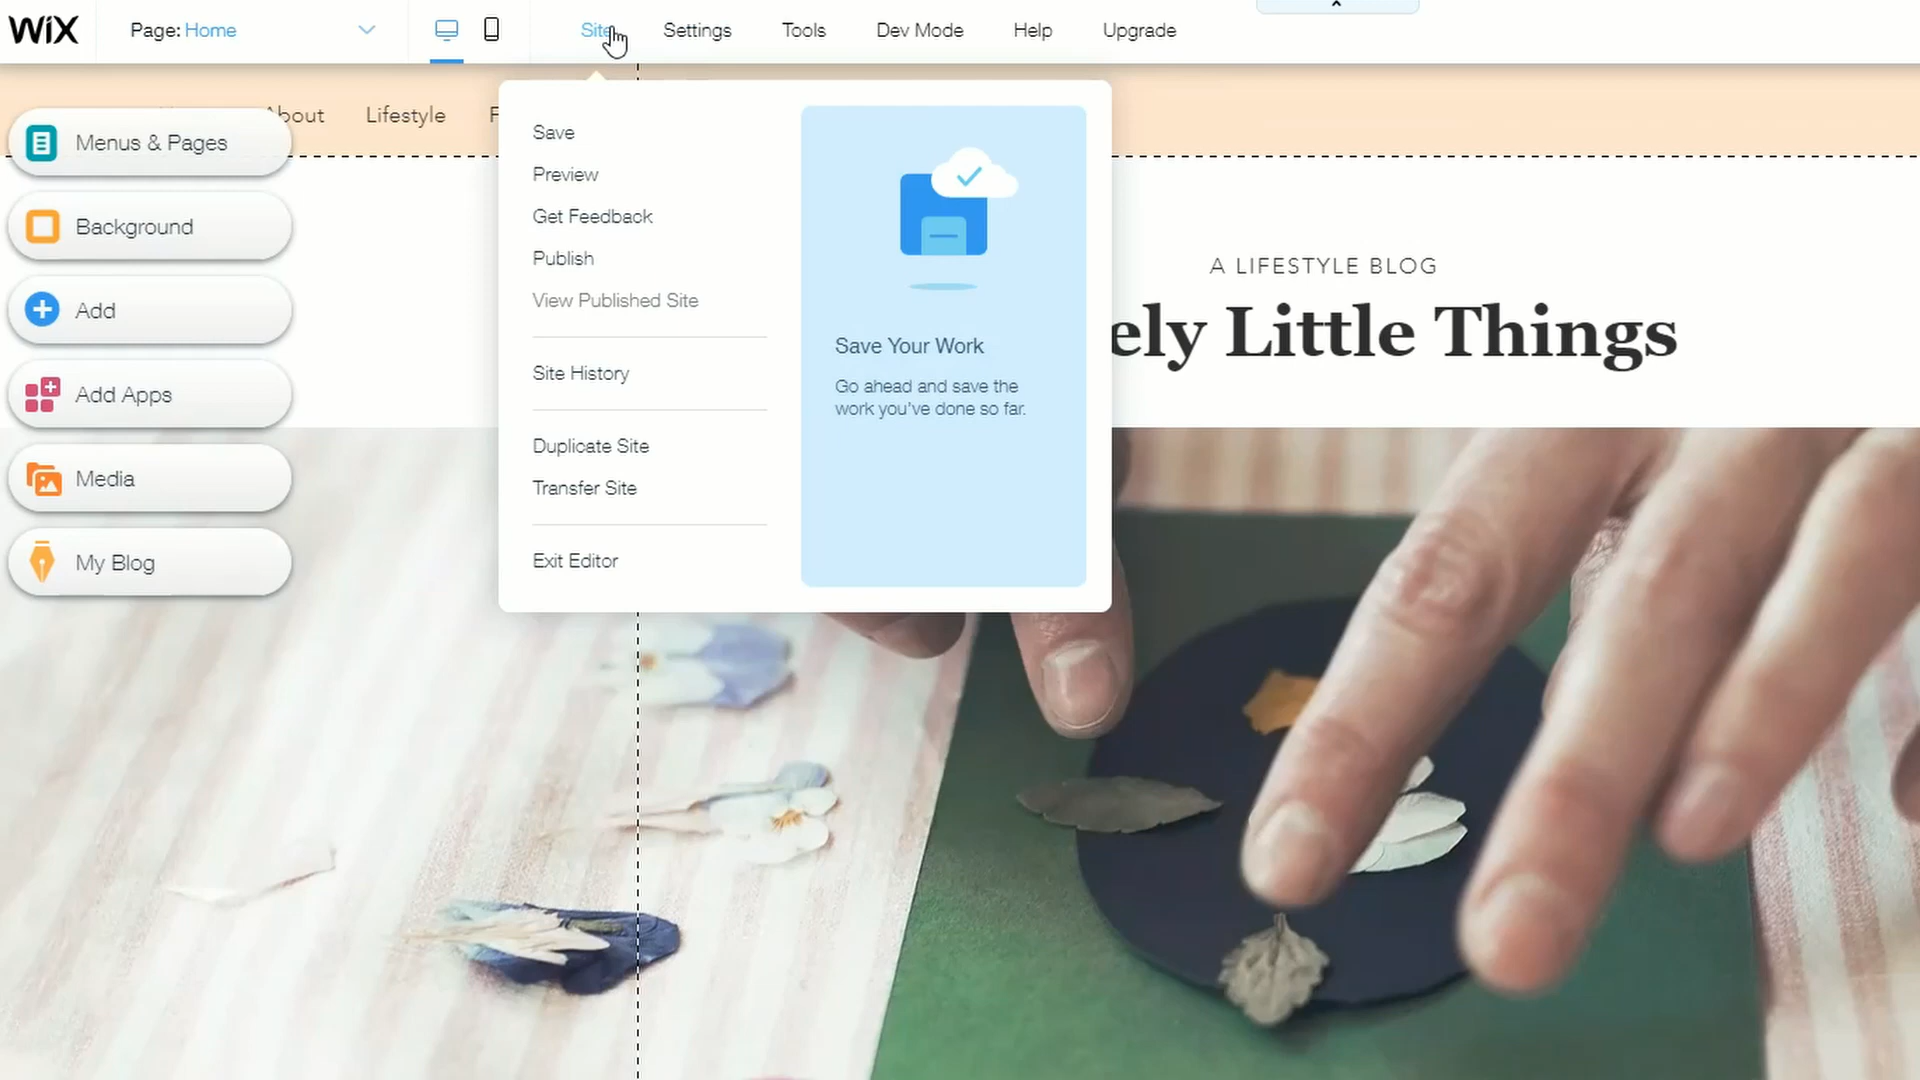 WiX
Page: Home
Site
Settings
Tools
Dev Mode
Help
Upgrade
About
Lifestyle
F
Menus & Pages
Background
Add
Add Apps
Media
My Blog
Save
Preview
Get Feedback
Publish
View Published Site
Site History
Duplicate Site
Transfer Site
Exit Editor
Save Your Work
Go ahead and save the
work you've done so far.
A LIFESTYLE BLOG
ely Little Things